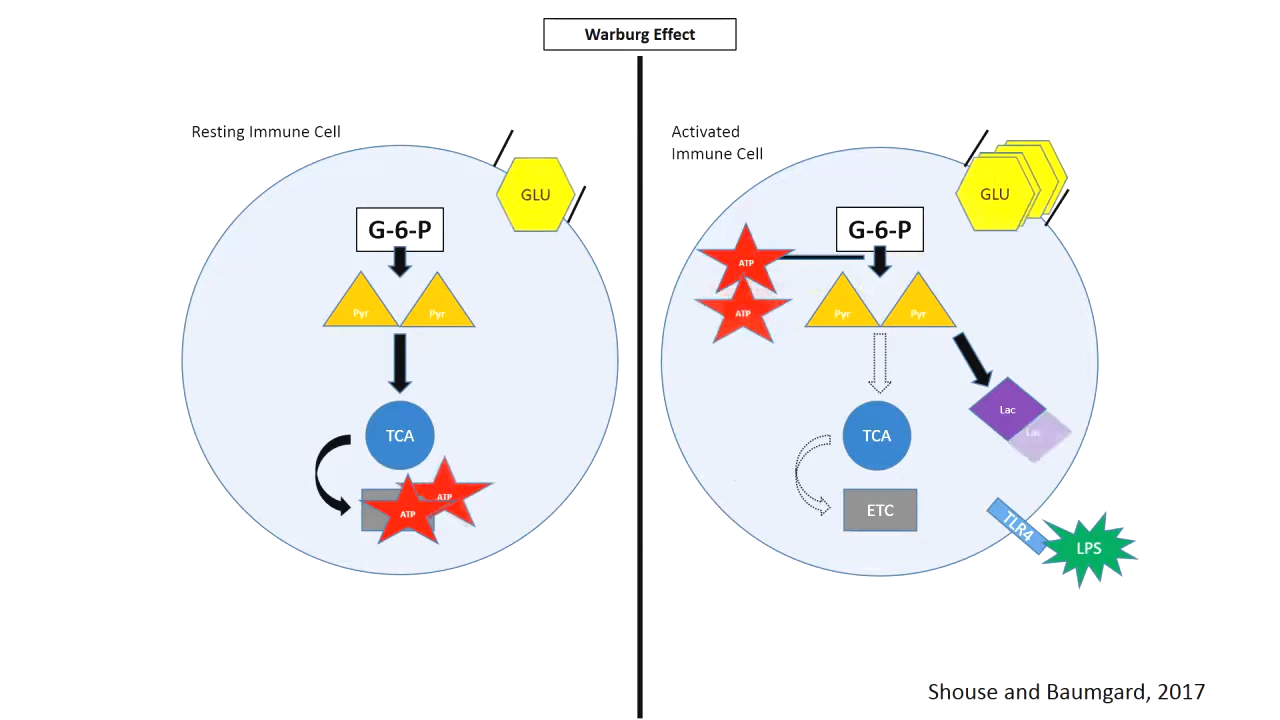 Warburg Effect
Resting Immune Cell
GLU
G-6-P
Pyr
Pyr
TCA
ATP
ATP
Activated
Immune Cell
GLU
G-6-P
ATP
ATP
Pyr
Pyr
Lac
Lac
TCA
ETC
TLR4
LPS
Shouse and Baumgard, 2017